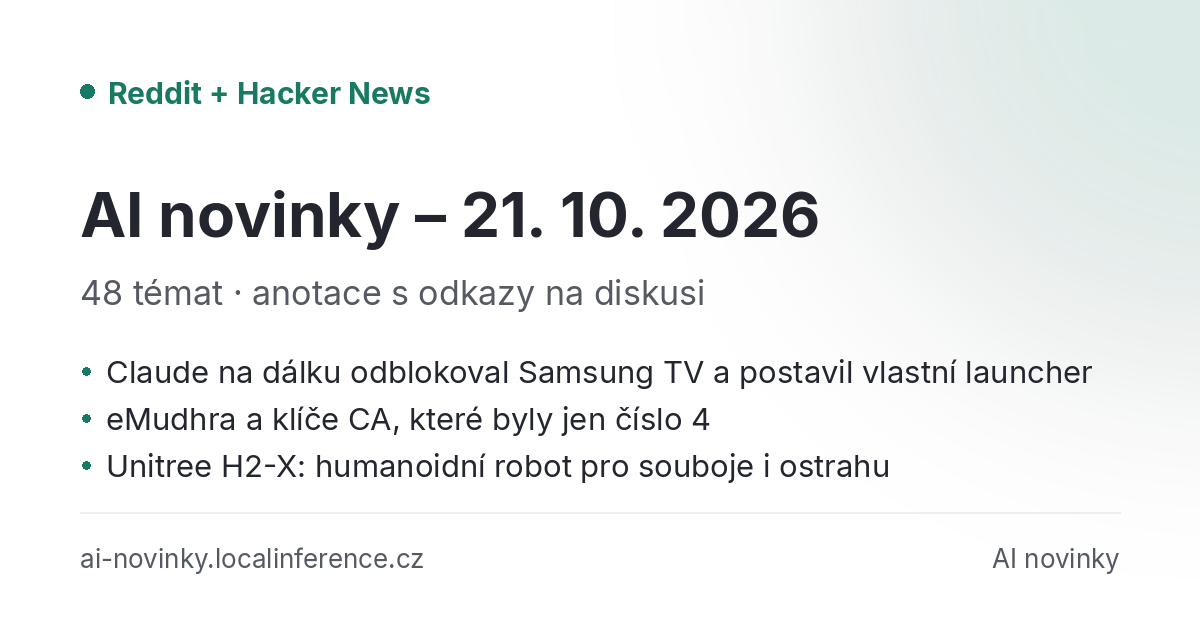 Reddit + Hacker News
AI novinky – 21. 10. 2026
48 témat · anotace s odkazy na diskusi
• Claude na dálku odblokoval Samsung TV a postavil vlastní launcher
• eMudhra a klíče CA, které byly jen číslo 4
• Unitree H2-X: humanoidní robot pro souboje i ostrahu
ai-novinky.localinference.cz
AI novinky